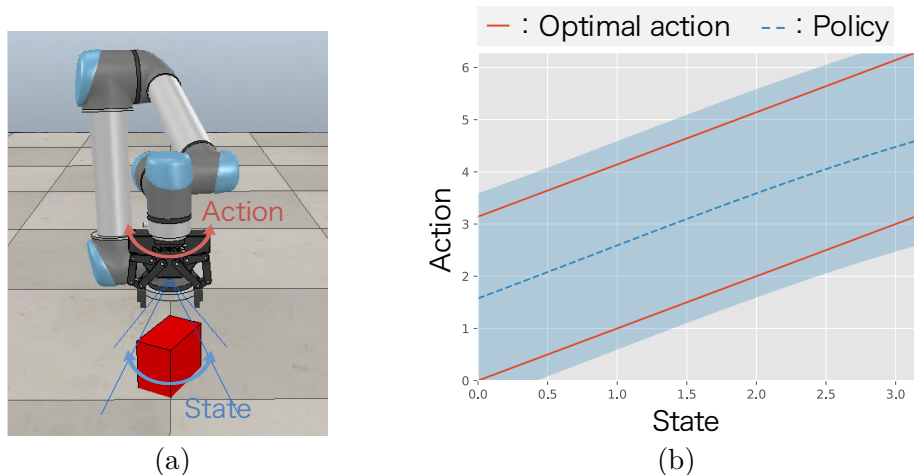 — : Optimal action --- : Policy
Action
State
(a)
Action
6
5
4
3
2
1
0
0.0 0.5 1.0 1.5 2.0 2.5 3.0
State
(b)